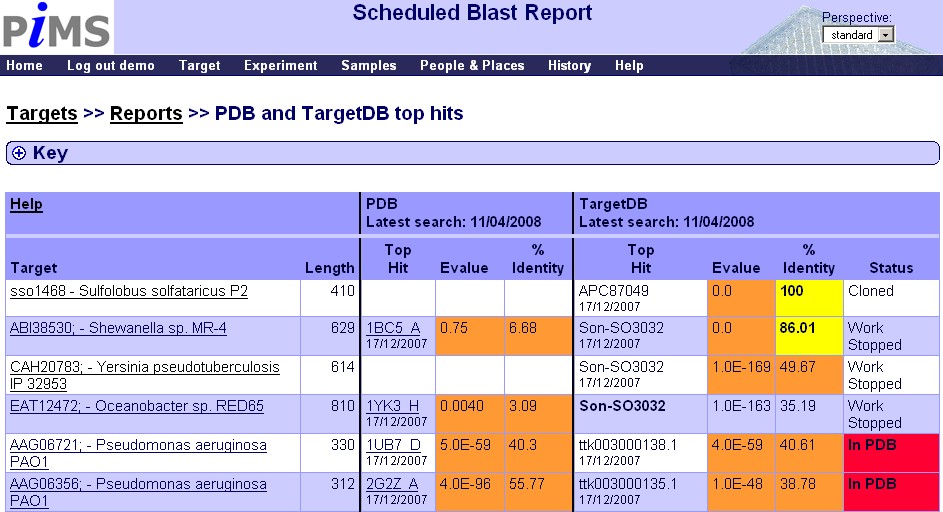 PiMS
Scheduled Blast Report
Perspective:
standard
Home Log out demo Target Experiment Samples People & Places History Help
Targets >> Reports >> PDB and TargetDB top hits
Key
Help PDB TargetDB
Latest search: 11/04/2008 Latest search: 11/04/2008
Top % Top %
Target Length Hit Evalue Identity Hit Evalue Identity Status
sso1468 - Sulfolobus solfataricus P2 410 APC87049 0.0 100 Cloned
17/12/2007
ABI38530; - Shewanella sp. MR-4 629 1BC5_A 0.75 6.68 Son-SO3032 0.0 86.01 Work
17/12/2007 17/12/2007 Stopped
CAH20783; - Yersinia pseudotuberculosis 614 Son-SO3032 1.0E-169 49.67 Work
IP 32953 17/12/2007 Stopped
EAT12472; - Oceanobacter sp. RED65 810 1YK3_H 0.0040 3.09 Son-SO3032 1.0E-163 35.19 Work
17/12/2007 Stopped
AAG06721; - Pseudomonas aeruginosa 330 1UB7_D 5.0E-59 40.3 ttk003000138.1 4.0E-59 40.61 In PDB
PAO1 17/12/2007 17/12/2007
AAG06356; - Pseudomonas aeruginosa 312 2G2Z_A 4.0E-96 55.77 ttk003000135.1 1.0E-48 38.78 In PDB
PAO1 17/12/2007 17/12/2007